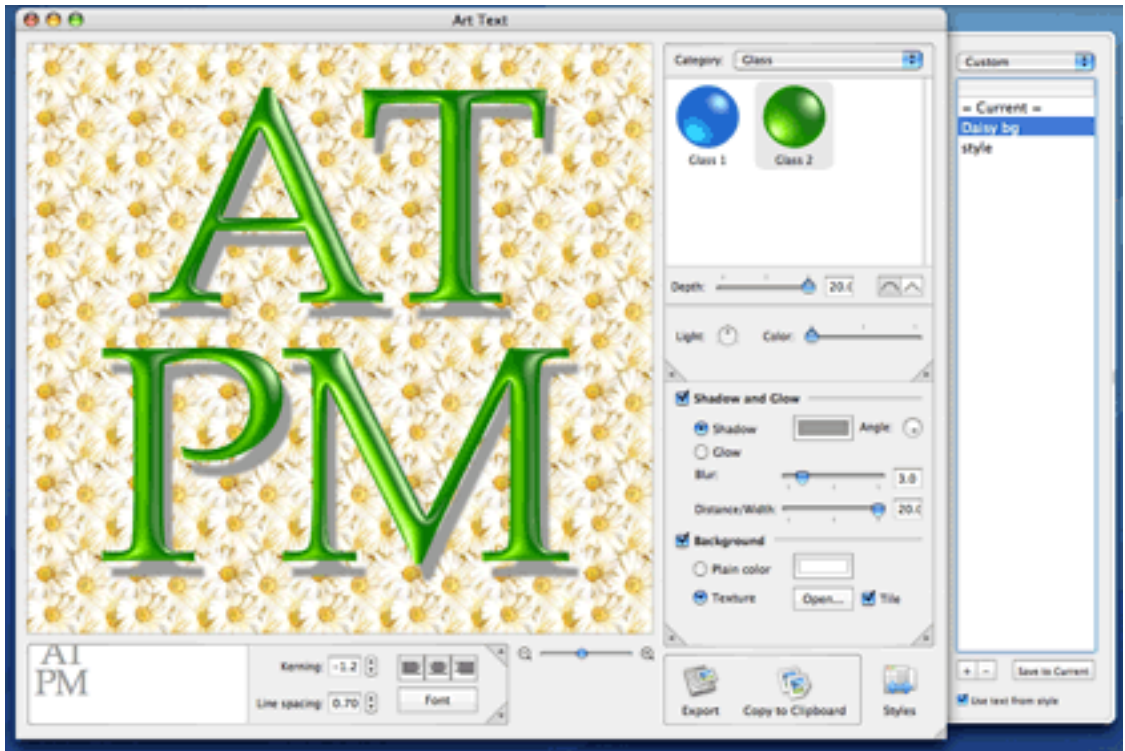 Art Text
AT
PM
Category: Glass
Glass 1 Glass 2
Depth: 20.0
Light: Color:
Shadow and Glow
Shadow Angle:
Glow
Blur: 3.0
Distance/Width: 20.0
Background
Plain color
Texture Open... Tile
AT
PM
Kerning: -1.2
Line spacing: 0.70 Font
Export Copy to Clipboard Styles
Custom
= Current =
Daisy bg
style
+ - Save to Current
Use text from style